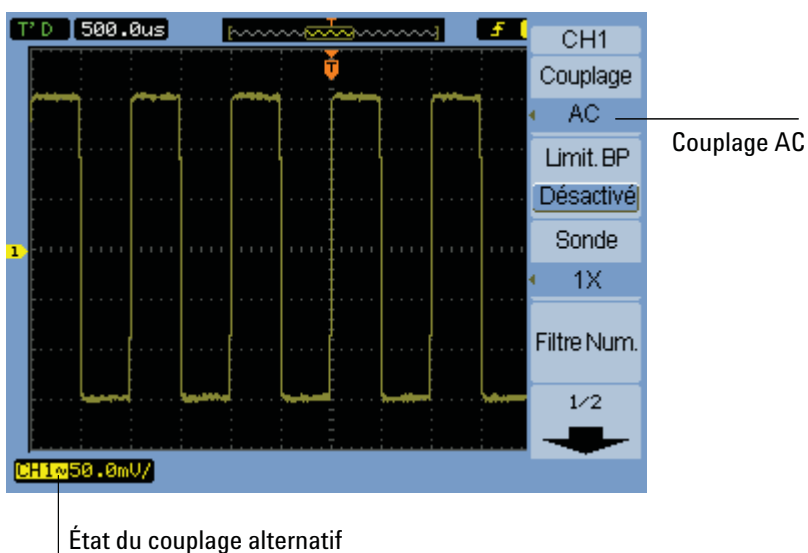 T'D 500.0us
T
CH1
Couplage
AC
Couplage AC
Limit. BP
Désactivé
Sonde
1
1X
Filtre Num.
1/2
CH1~50.0mV/
État du couplage alternatif